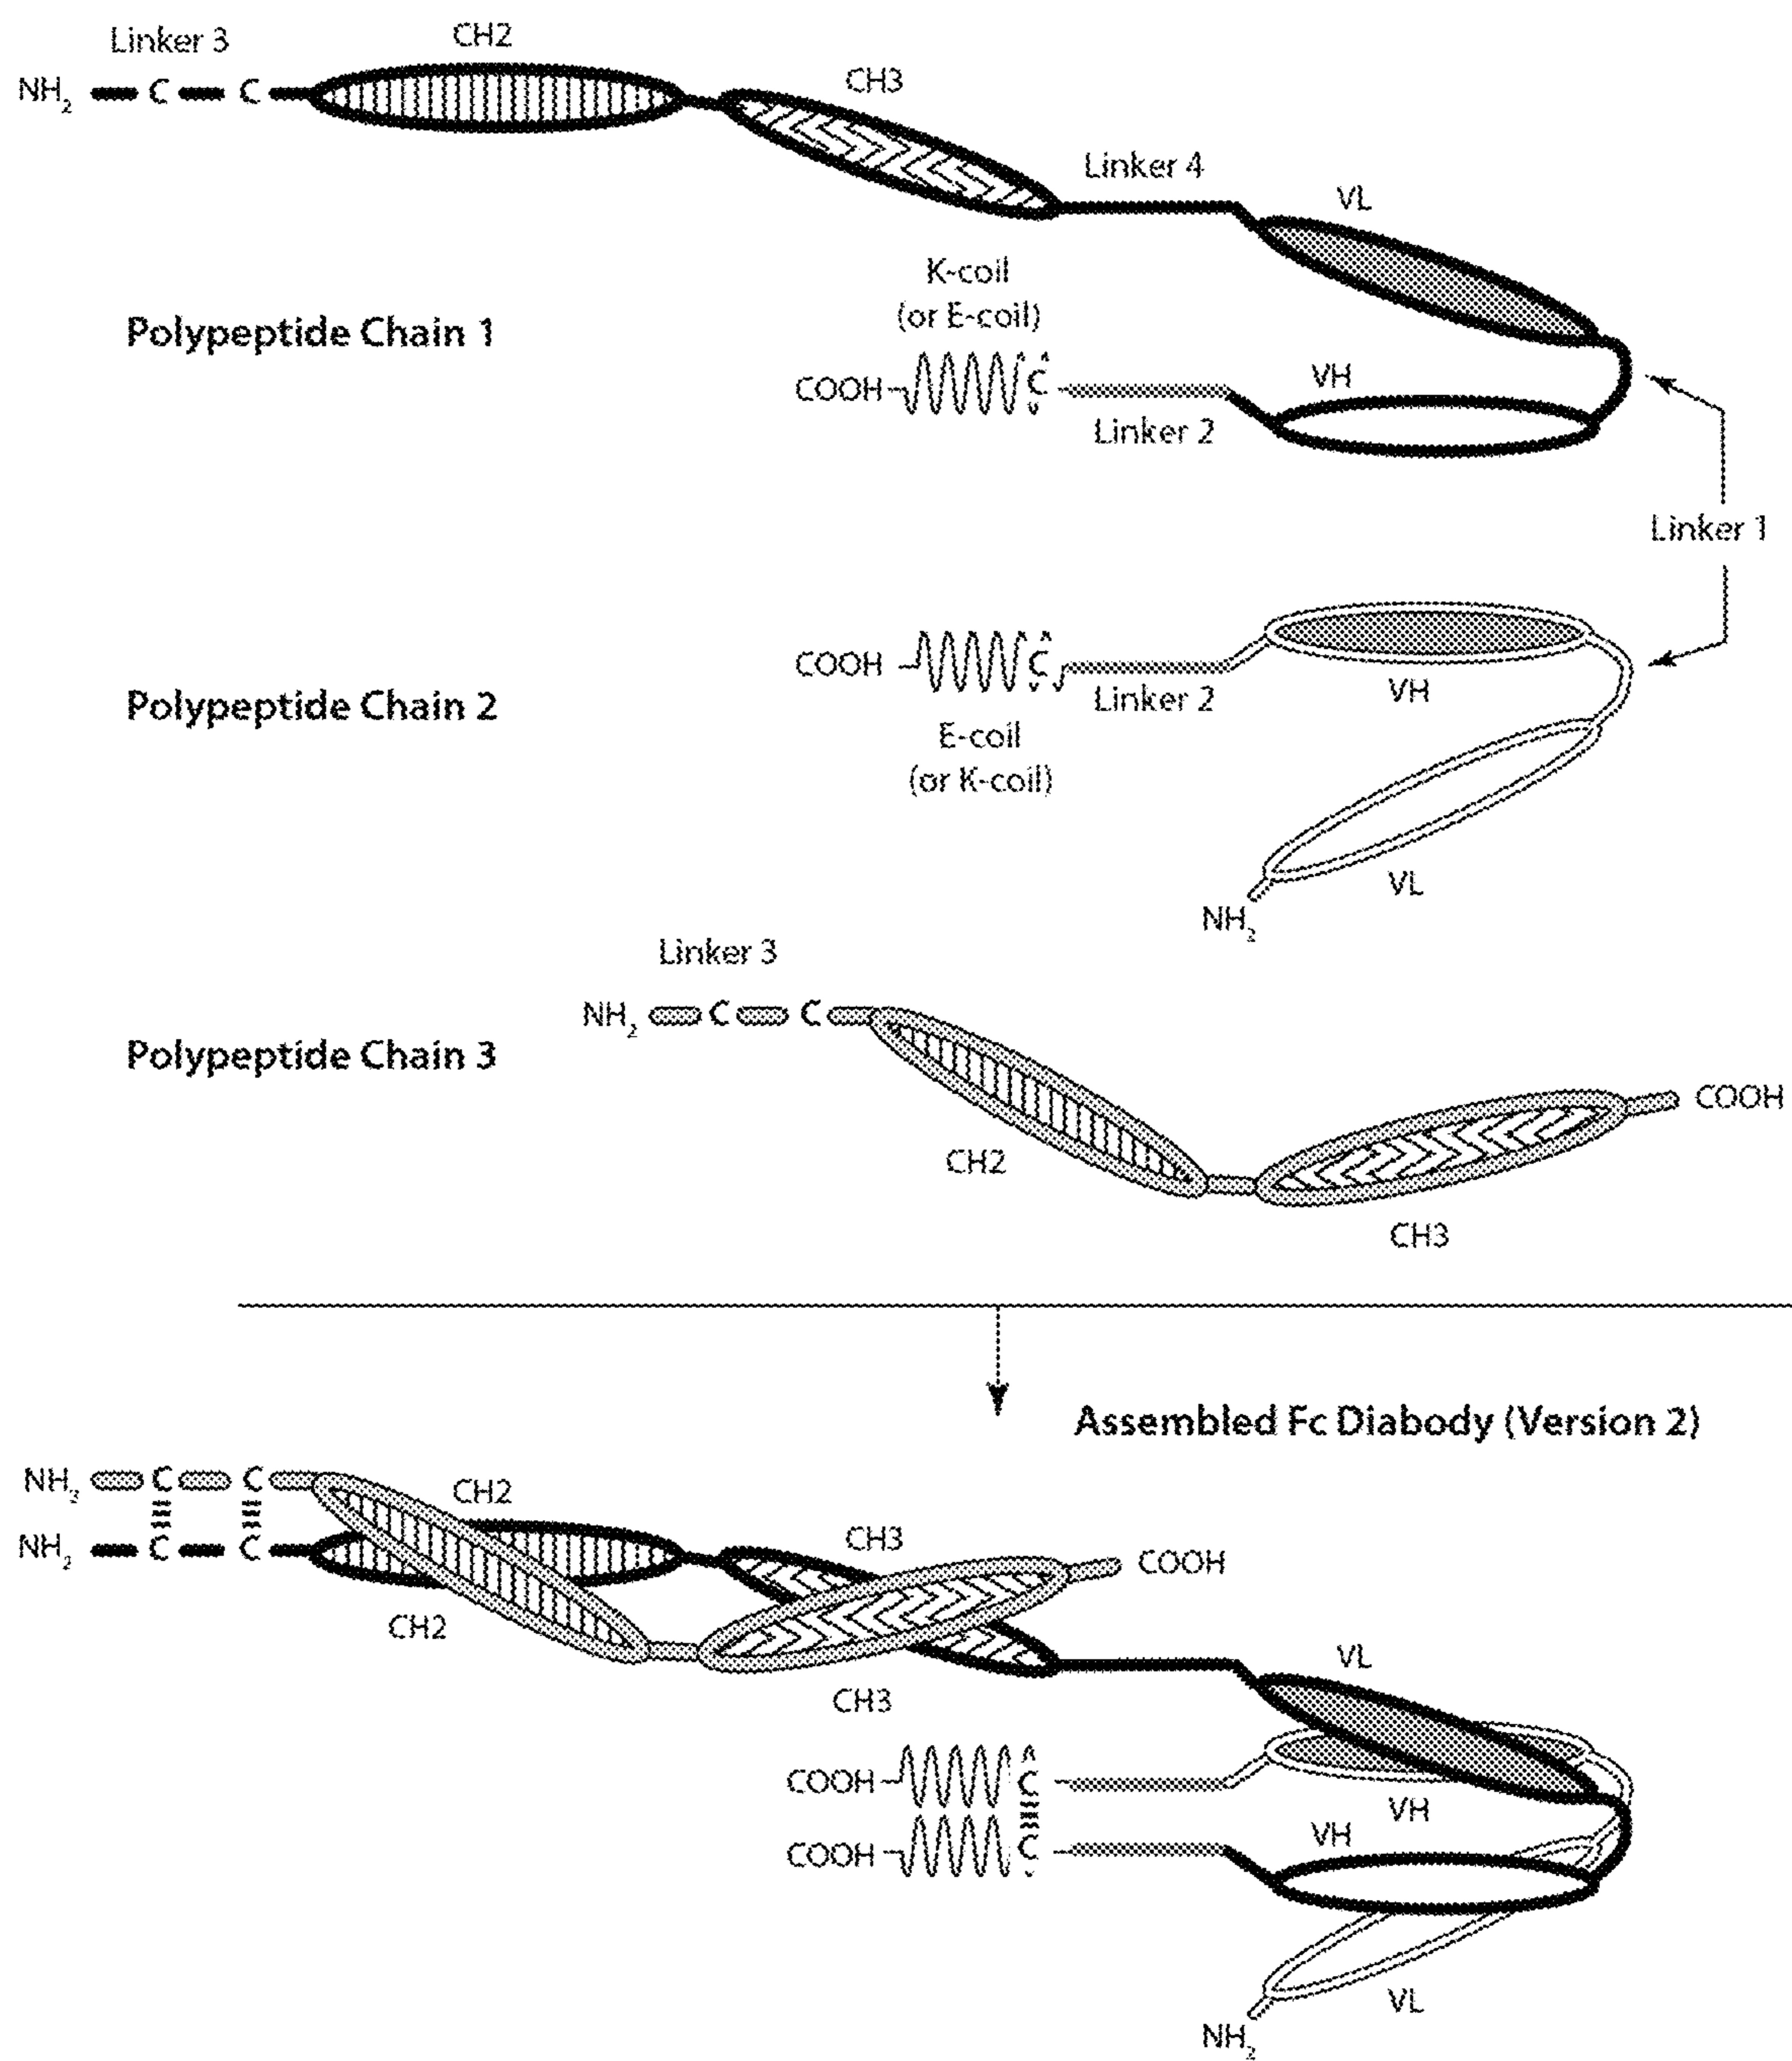 Linker 3
CH2
NH2 C C
CH3
Linker 4
VL
K-coil
(or E-coil)
Polypeptide Chain 1
COOH C
VH
Linker 2
Linker 1
COOH C
Linker 2
VH
Polypeptide Chain 2
E-coil
(or K-coil)
VL
NH2
Linker 3
NH2 C C
Polypeptide Chain 3
COOH
CH2
CH3
Assembled Fc Diabody (Version 2)
NH2 C C
CH2
NH2 C C
CH3
COOH
CH2
VL
CH3
COOH C
VH
VH
COOH C
VL
NH2